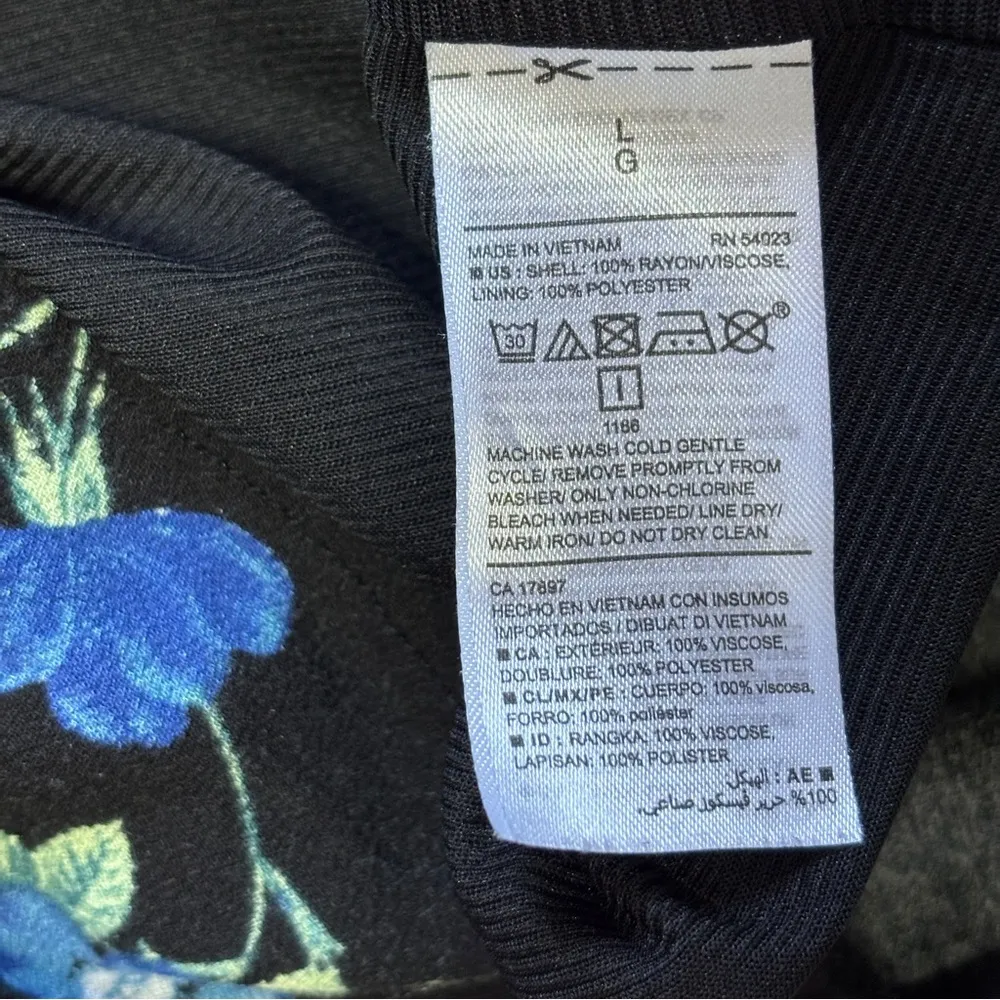 L
G
MADE IN VIETNAM RN 54023
■ US : SHELL: 100% RAYON/VISCOSE,
LINING: 100% POLYESTER
30
®
1166
MACHINE WASH COLD GENTLE
CYCLE/ REMOVE PROMPTLY FROM
WASHER/ ONLY NON-CHLORINE
BLEACH WHEN NEEDED/ LINE DRY/
WARM IRON/ DO NOT DRY CLEAN
CA 17897
HECHO EN VIETNAM CON INSUMOS
IMPORTADOS / DIBUAT DI VIETNAM
■ CA : EXTÉRIEUR: 100% VISCOSE,
DOUBLURE: 100% POLYESTER
■ CL/MX/PE : CUERPO: 100% viscosa,
FORRO: 100% poliéster
■ ID : RANGKA: 100% VISCOSE,
LAPISAN: 100% POLISTER
■ AE : الهيكل
100% حرير فيسكوز صناعي,